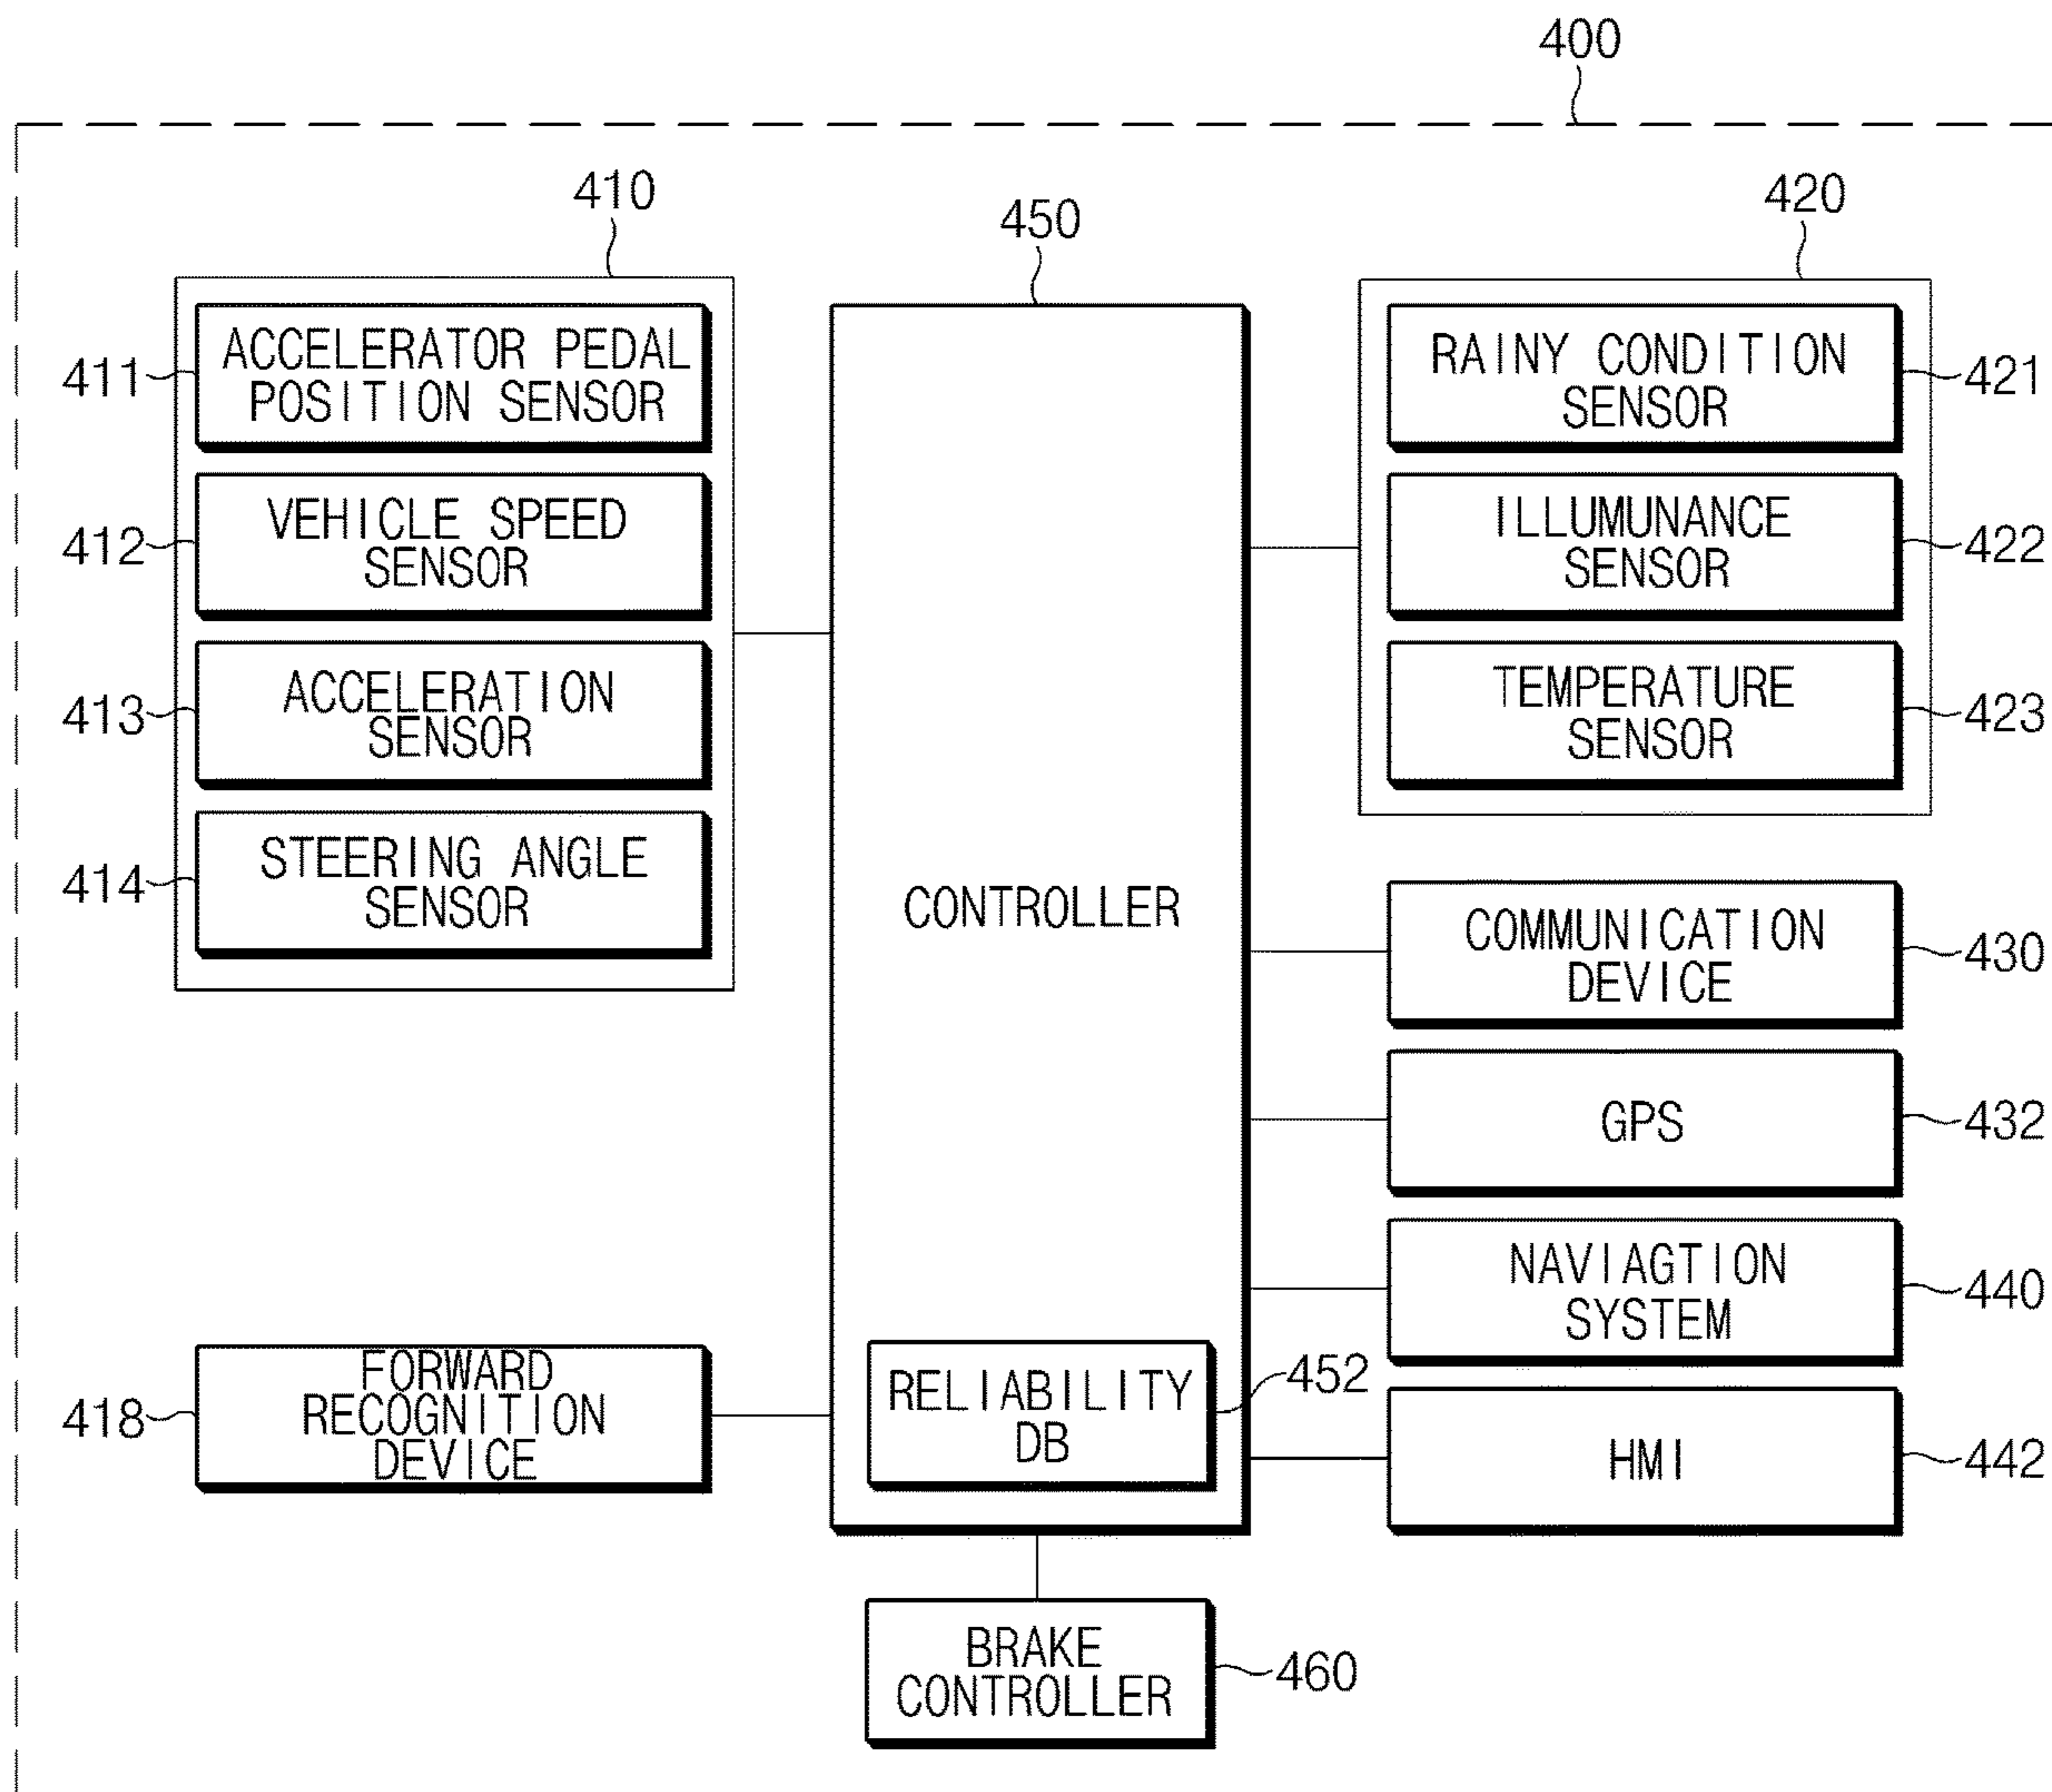 400
410
450
420
411
ACCELERATOR PEDAL
POSITION SENSOR
412
VEHICLE SPEED
SENSOR
413
ACCELERATION
SENSOR
414
STEERING ANGLE
SENSOR
418
FORWARD
RECOGNITION
DEVICE
CONTROLLER
RELIABILITY
DB
452
BRAKE
CONTROLLER
460
RAINY CONDITION
SENSOR
421
ILLUMUNANCE
SENSOR
422
TEMPERATURE
SENSOR
423
COMMUNICATION
DEVICE
430
GPS
432
NAVIAGTION
SYSTEM
440
HMI
442